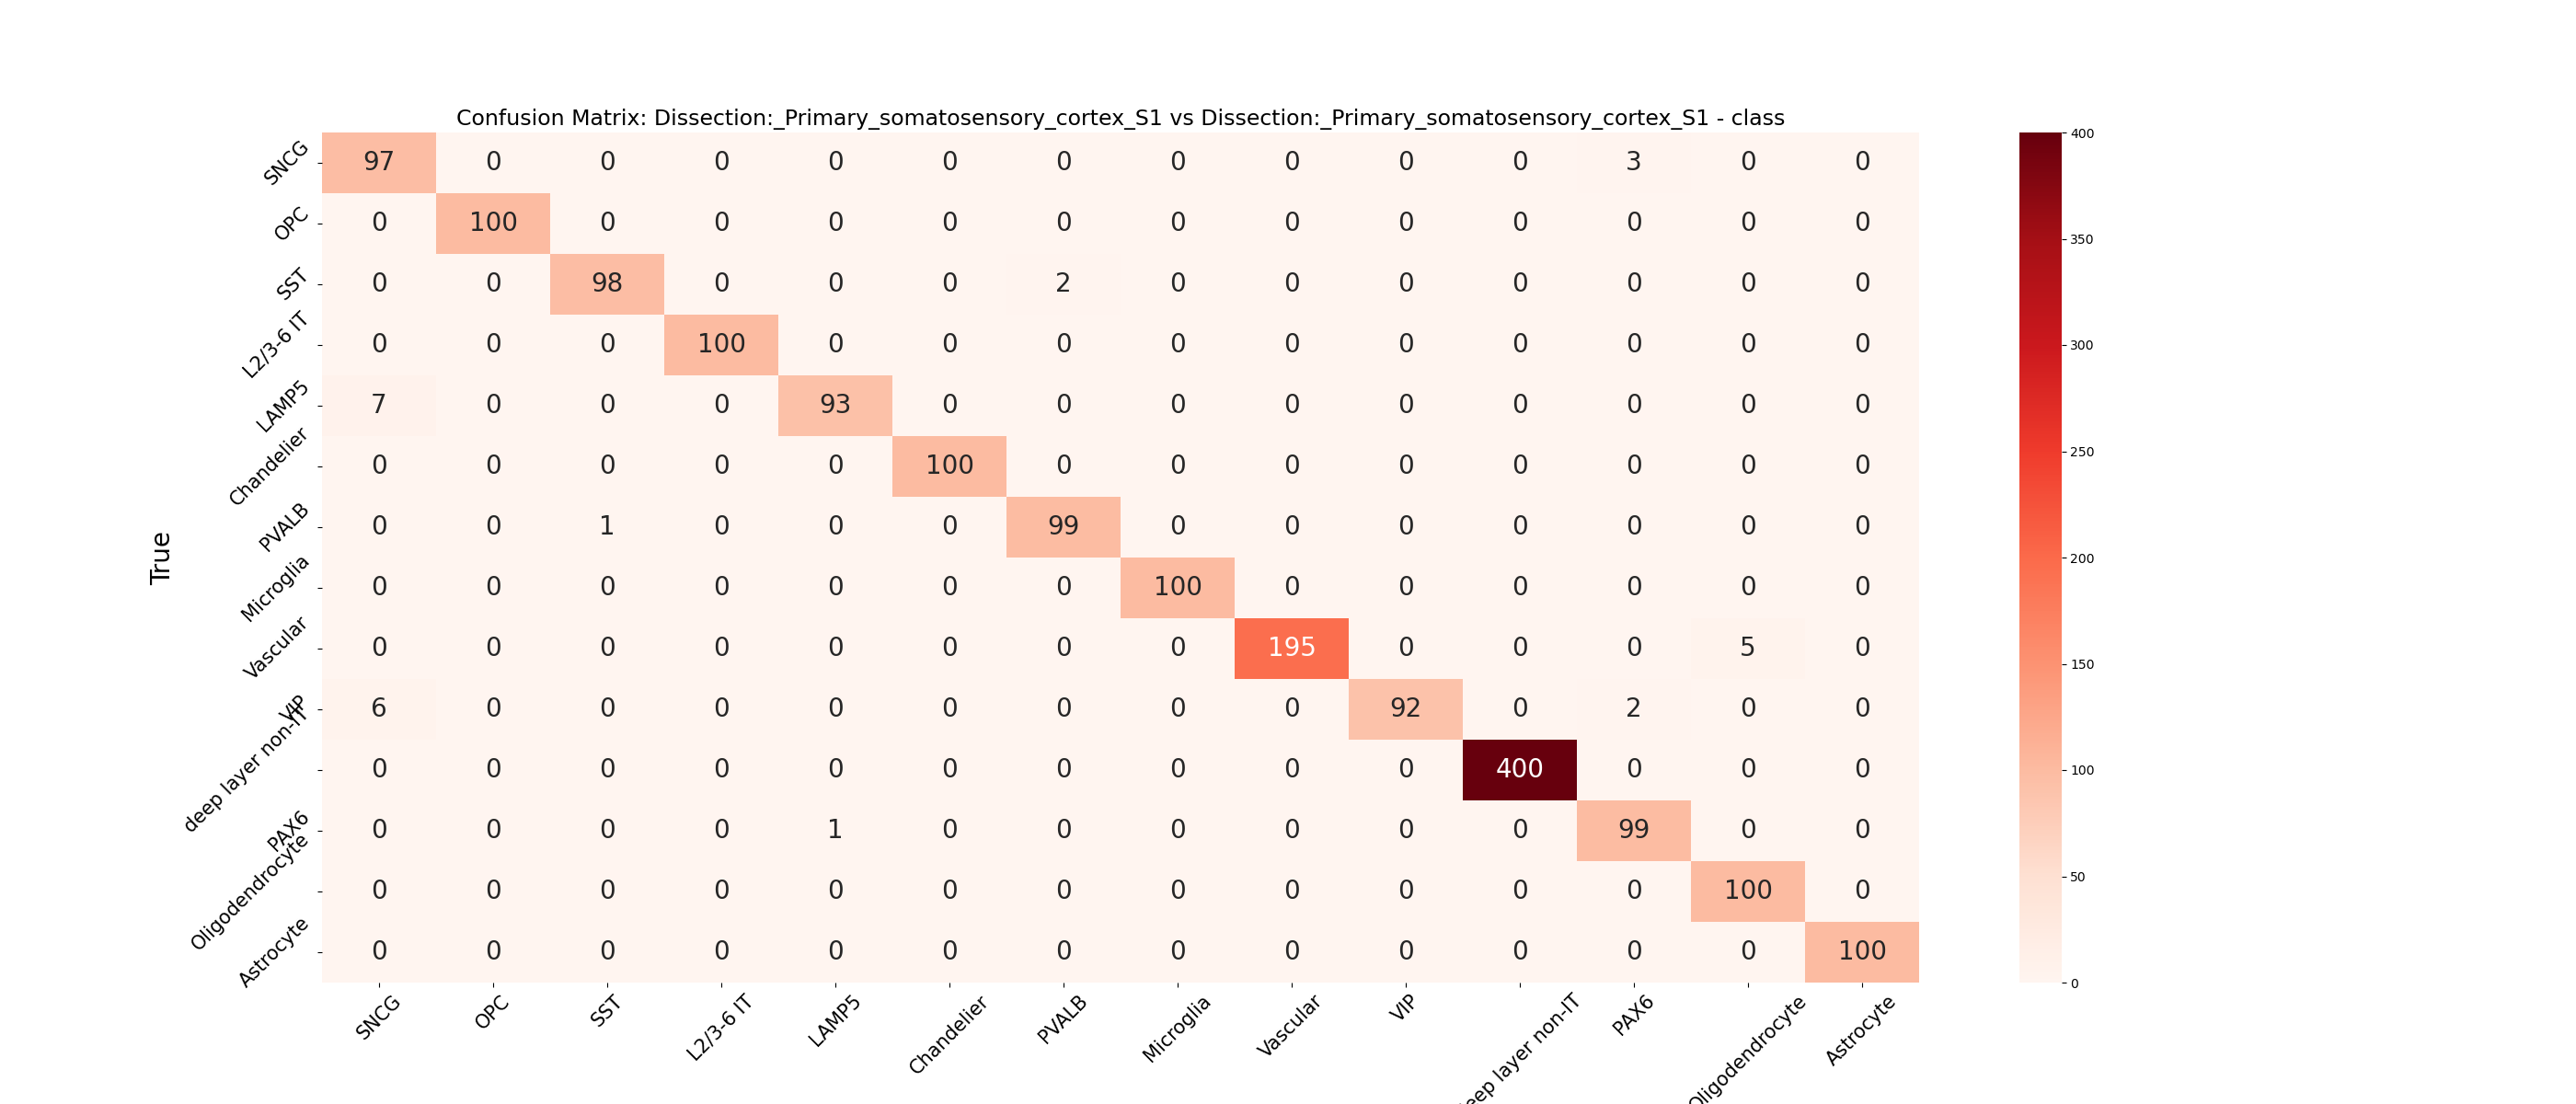 Confusion Matrix: Dissection:_Primary_somatosensory_cortex_S1 vs Dissection:_Primary_somatosensory_cortex_S1 - class
True
SNCG 97 0 0 0 0 0 0 0 0 0 0 3 0 0
OPC 0 100 0 0 0 0 0 0 0 0 0 0 0 0
SST 0 0 98 0 0 0 2 0 0 0 0 0 0 0
L2/3-6 IT 0 0 0 100 0 0 0 0 0 0 0 0 0 0
LAMP5 7 0 0 0 93 0 0 0 0 0 0 0 0 0
Chandelier 0 0 0 0 0 100 0 0 0 0 0 0 0 0
PVALB 0 0 1 0 0 0 99 0 0 0 0 0 0 0
Microglia 0 0 0 0 0 0 0 100 0 0 0 0 0 0
Vascular 0 0 0 0 0 0 0 0 195 0 0 0 5 0
VIP 6 0 0 0 0 0 0 0 0 92 0 2 0 0
deep layer non-IT 0 0 0 0 0 0 0 0 0 0 400 0 0 0
PAX6 0 0 0 0 1 0 0 0 0 0 0 99 0 0
Oligodendrocyte 0 0 0 0 0 0 0 0 0 0 0 0 100 0
Astrocyte 0 0 0 0 0 0 0 0 0 0 0 0 0 100
SNCG OPC SST L2/3-6 IT LAMP5 Chandelier PVALB Microglia Vascular VIP eep layer non-IT PAX6 Oligodendrocyte Astrocyte
400
350
300
250
200
150
100
50
0